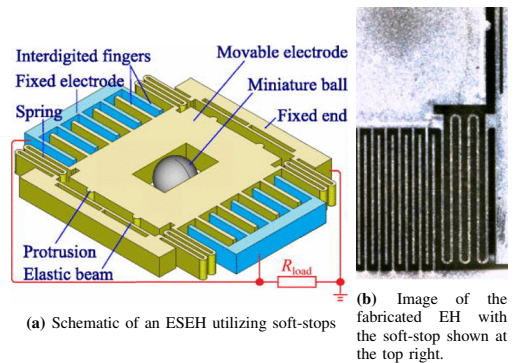 Interdigited fingers
Fixed electrode
Spring
Movable electrode
Miniature ball
Fixed end
Protrusion
Elastic beam
Rload
(a) Schematic of an ESEH utilizing soft-stops
(b) Image of the
fabricated EH with
the soft-stop shown at
the top right.